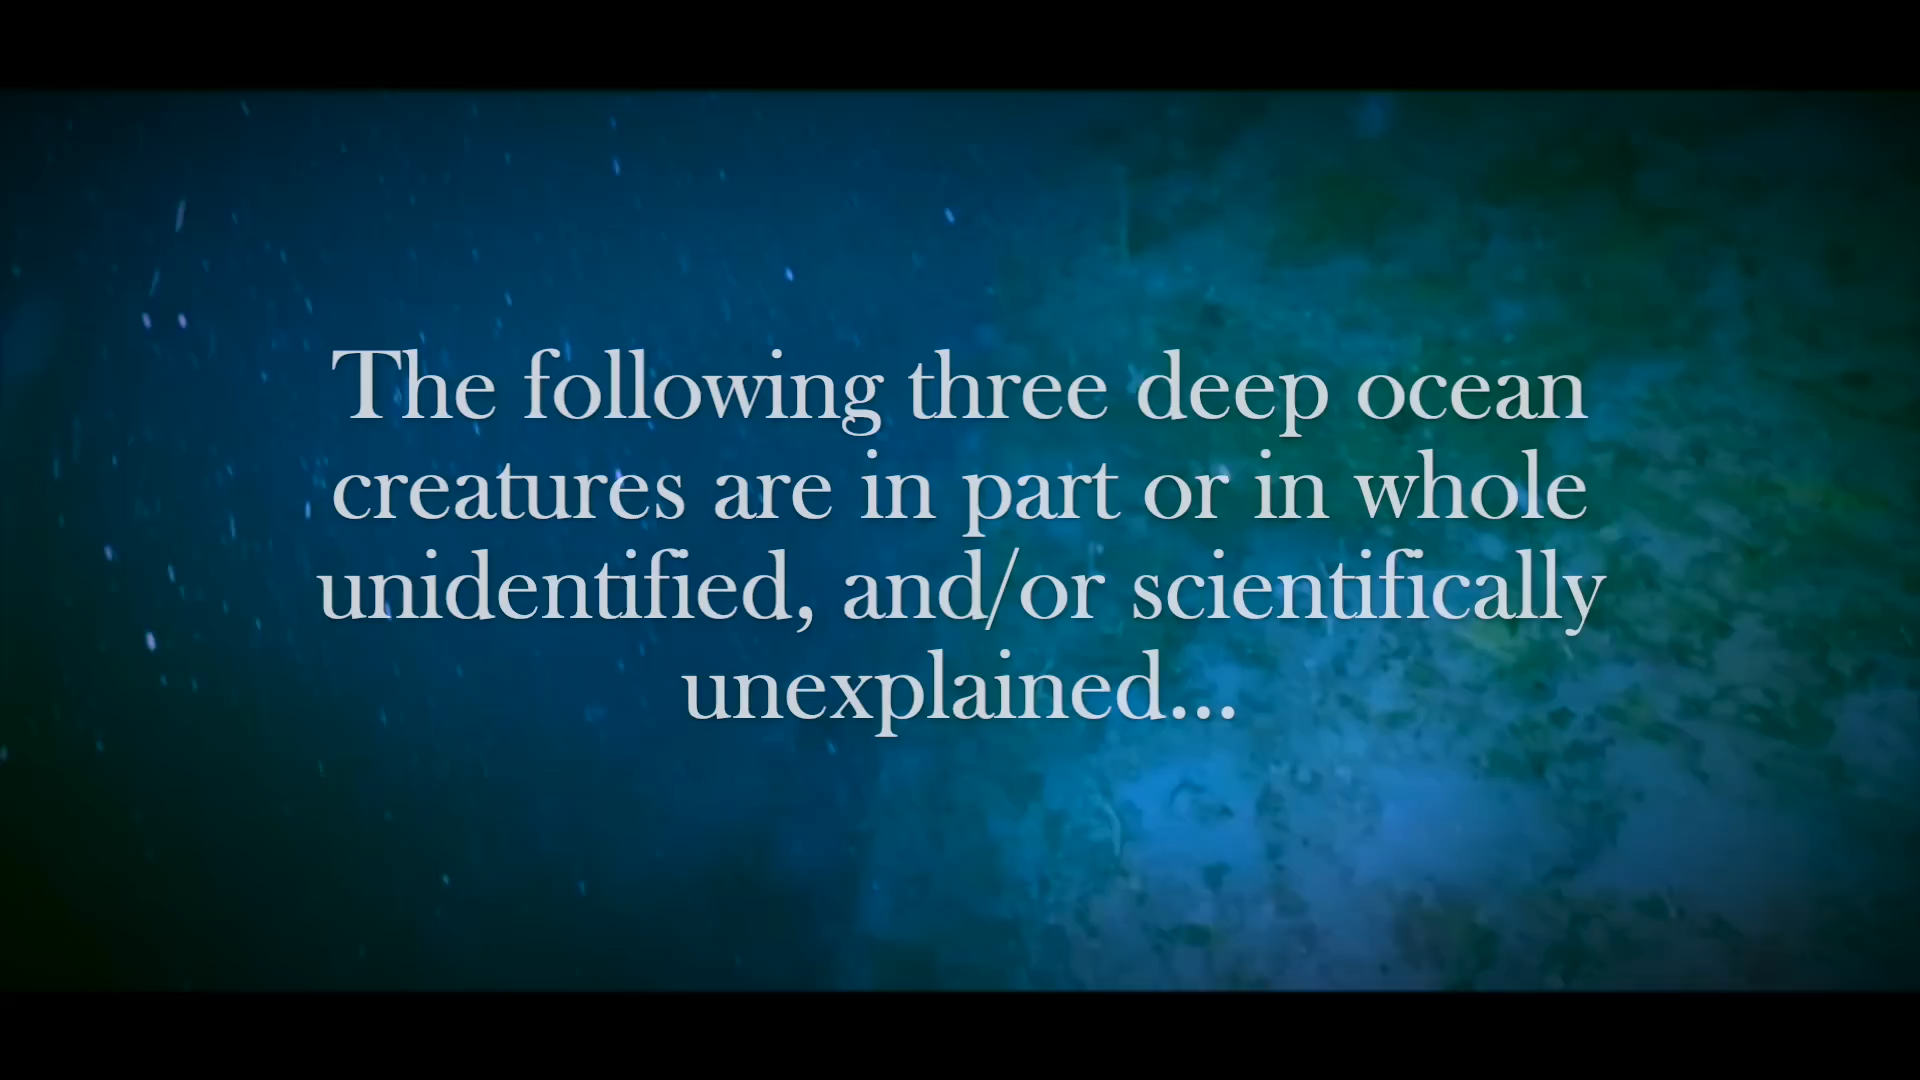 The following three deep ocean
creatures are in part or in whole
unidentified, and/or scientifically
unexplained...